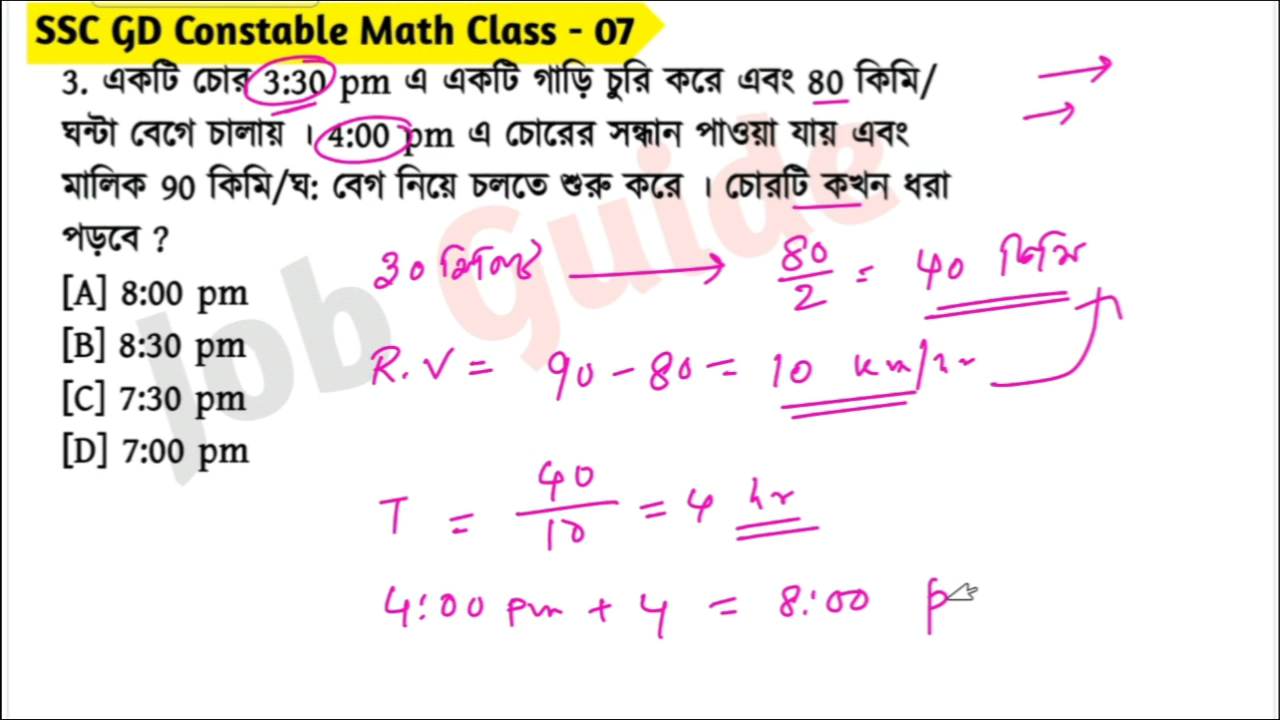 SSC GD Constable Math Class - 07
3. একটি চোর 3:30 pm এ একটি গাড়ি চুরি করে এবং 80 কিমি/
ঘন্টা বেগে চালায় । 4:00 pm এ চোরের সন্ধান পাওয়া যায় এবং
মালিক 90 কিমি/ঘ: বেগ নিয়ে চলতে শুরু করে । চোরটি কখন ধরা
পড়বে ?
[A] 8:00 pm
[B] 8:30 pm
[C] 7:30 pm
[D] 7:00 pm
30 মিনিটে → 80/2 = 40 কিমি
R.V = 90 - 80 = 10 km/hr
T = 40/10 = 4 hr
4:00 pm + 4 = 8:00 p
Job Guide